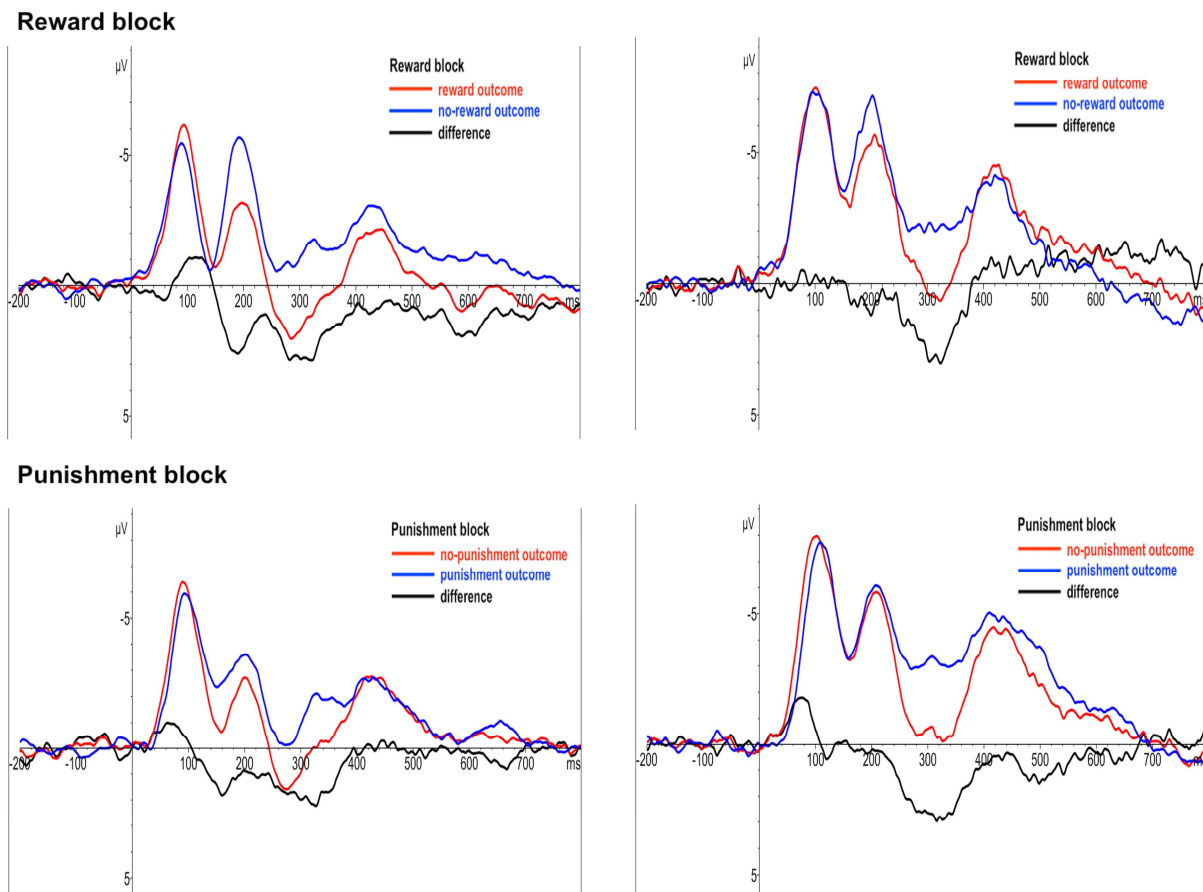 Reward block
µV
Reward block
reward outcome
no-reward outcome
difference
-5
-200 -100 100 200 300 400 500 600 700 ms
5
µV
Reward block
reward outcome
no-reward outcome
difference
-5
-200 -100 100 200 300 400 500 600 700 ms
5
Punishment block
µV
Punishment block
no-punishment outcome
punishment outcome
difference
-5
-200 -100 100 200 300 400 500 600 700 ms
5
µV
Punishment block
no-punishment outcome
punishment outcome
difference
-5
-200 -100 100 200 300 400 500 600 700 ms
5